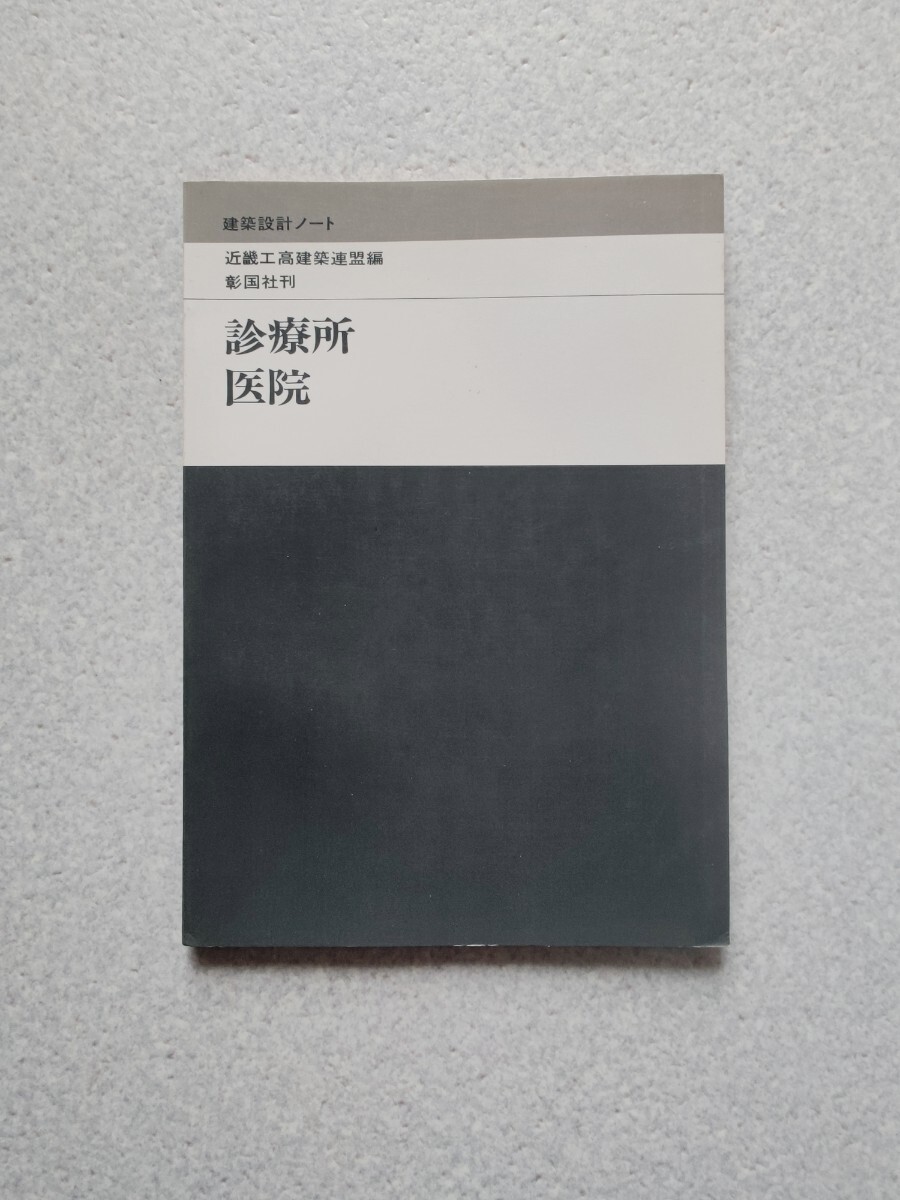 建築設計ノート
近畿工高建築連盟編
彰国社刊
診療所
医院